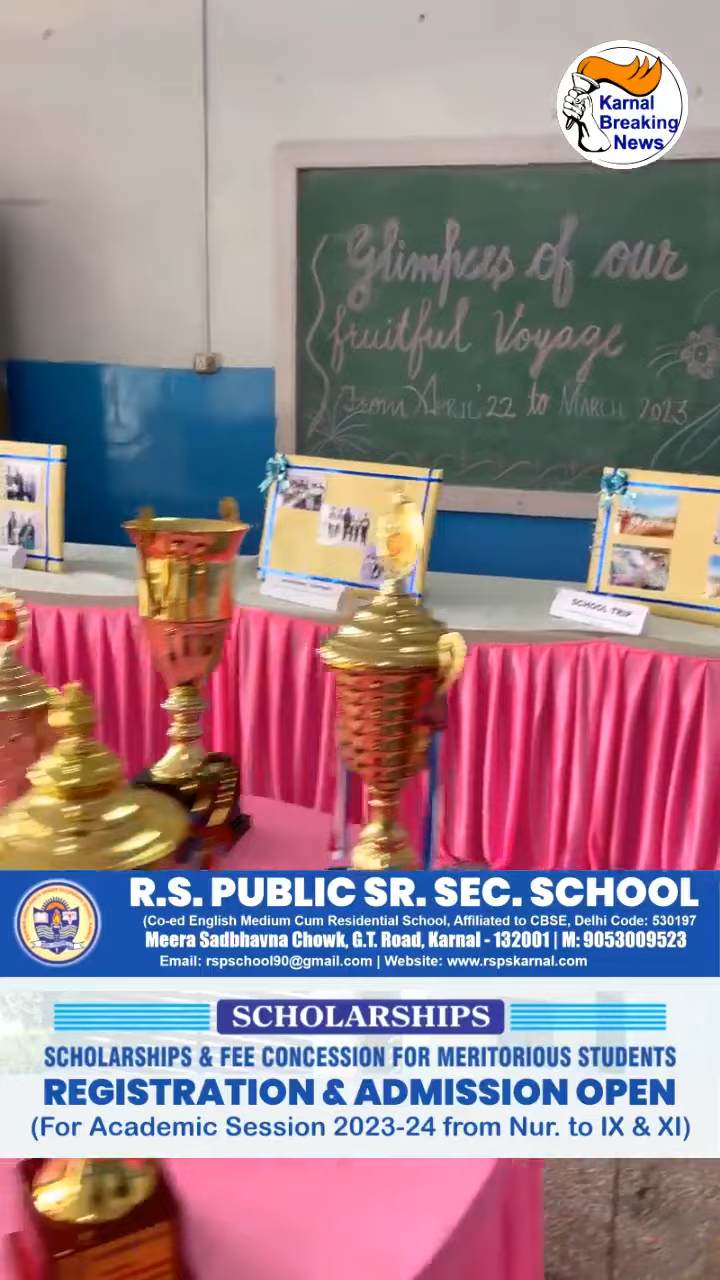 Karnal
Breaking
News
Glimpces of our
fruitful Voyage
From APRIL'22 to MARCH 2023
SCHOOL TRIP
R.S. PUBLIC SR. SEC. SCHOOL
(Co-ed English Medium Cum Residential School, Affiliated to CBSE, Delhi Code: 530197
Meera Sadbhavna Chowk, G.T. Road, Karnal - 132001 | M: 9053009523
Email: rspschool90@gmail.com | Website: www.rspskarnal.com
SCHOLARSHIPS
SCHOLARSHIPS & FEE CONCESSION FOR MERITORIOUS STUDENTS
REGISTRATION & ADMISSION OPEN
(For Academic Session 2023-24 from Nur. to IX & XI)